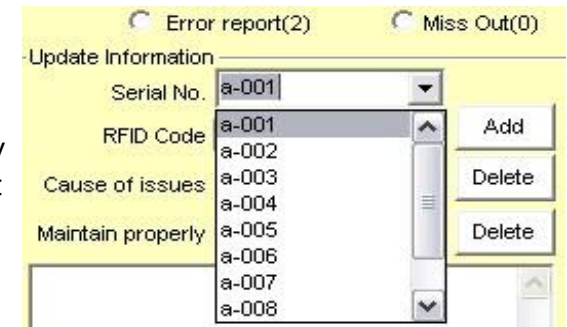 Error report(2) Miss Out(0)
Update Information
Serial No. a-001
RFID Code a-001 Add
a-002
Cause of issues a-003 Delete
a-004
Maintain properly a-005 Delete
a-006
a-007
a-008